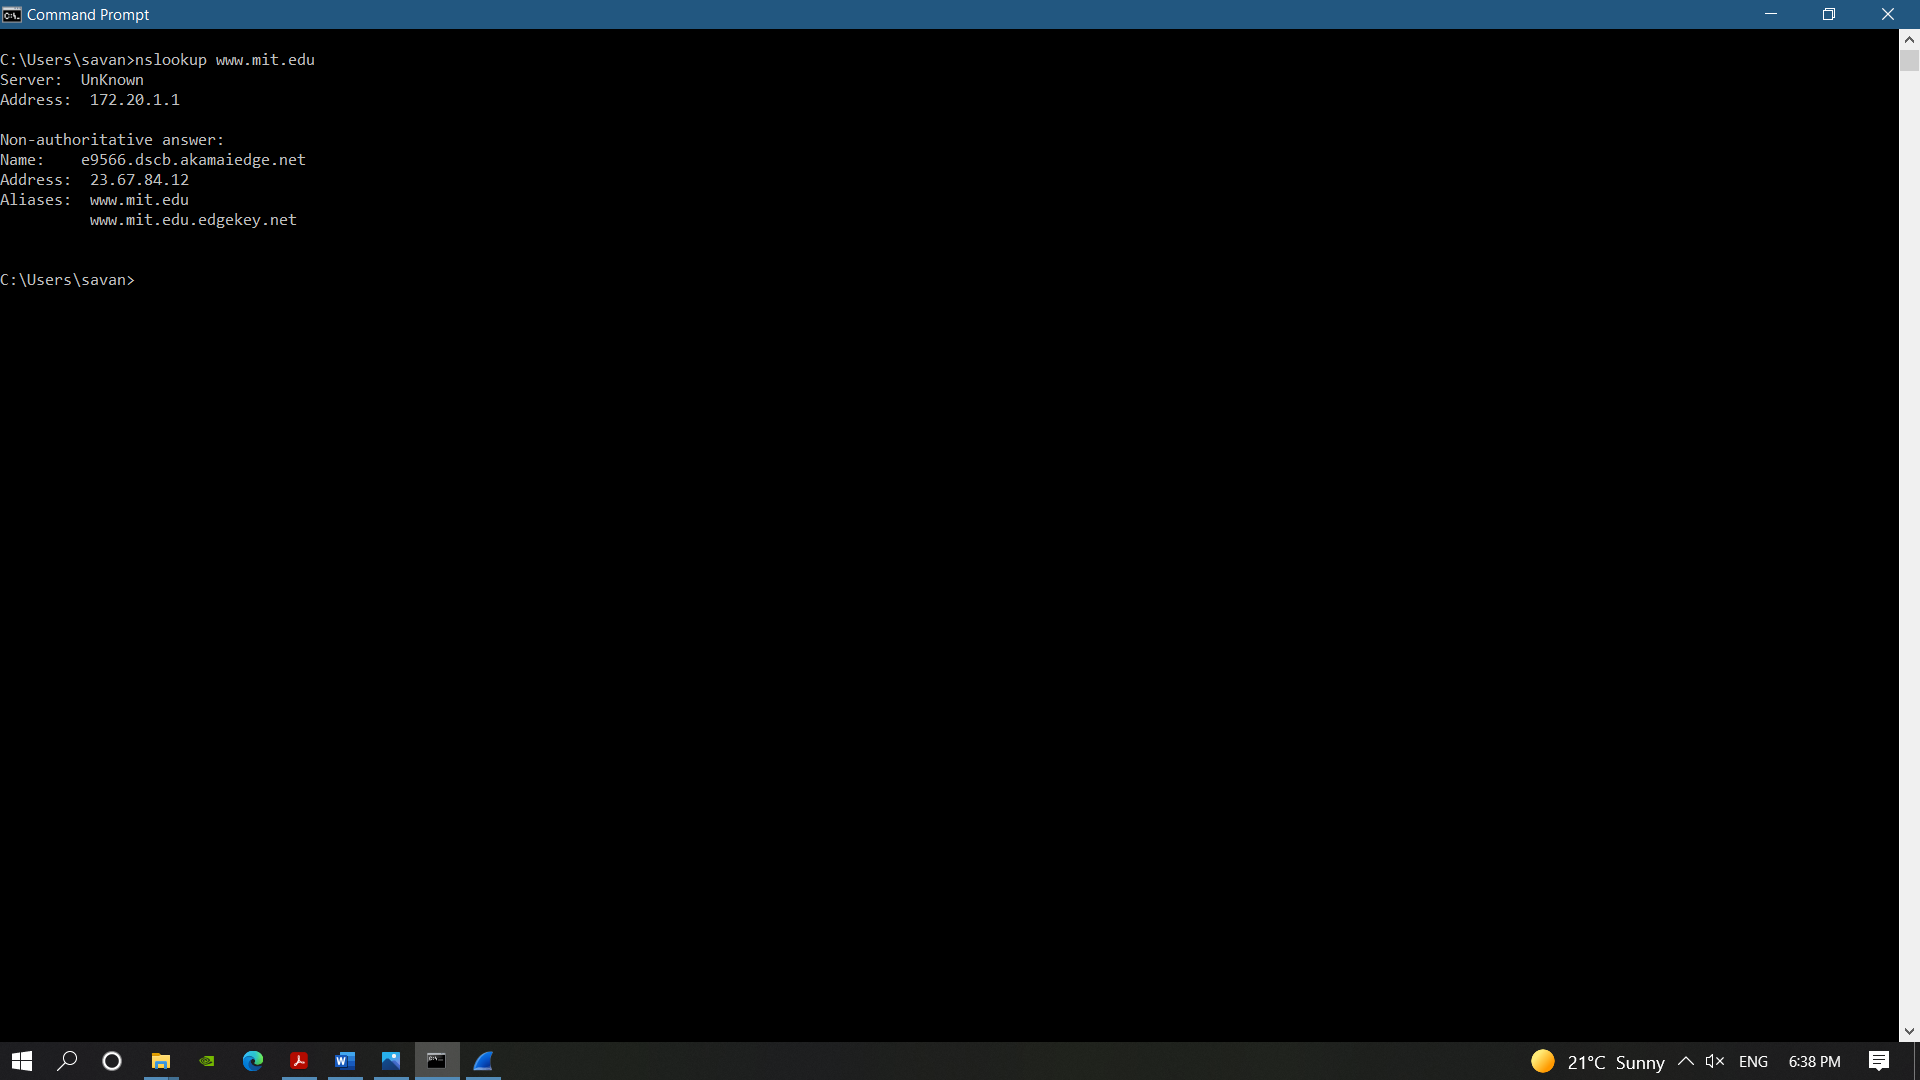 Command Prompt
C:\Users\savan>nslookup www.mit.edu
Server:  UnKnown
Address:  172.20.1.1
Non-authoritative answer:
Name:    e9566.dscb.akamaiedge.net
Address:  23.67.84.12
Aliases:  www.mit.edu
          www.mit.edu.edgekey.net
C:\Users\savan>
21°C Sunny ENG 6:38 PM